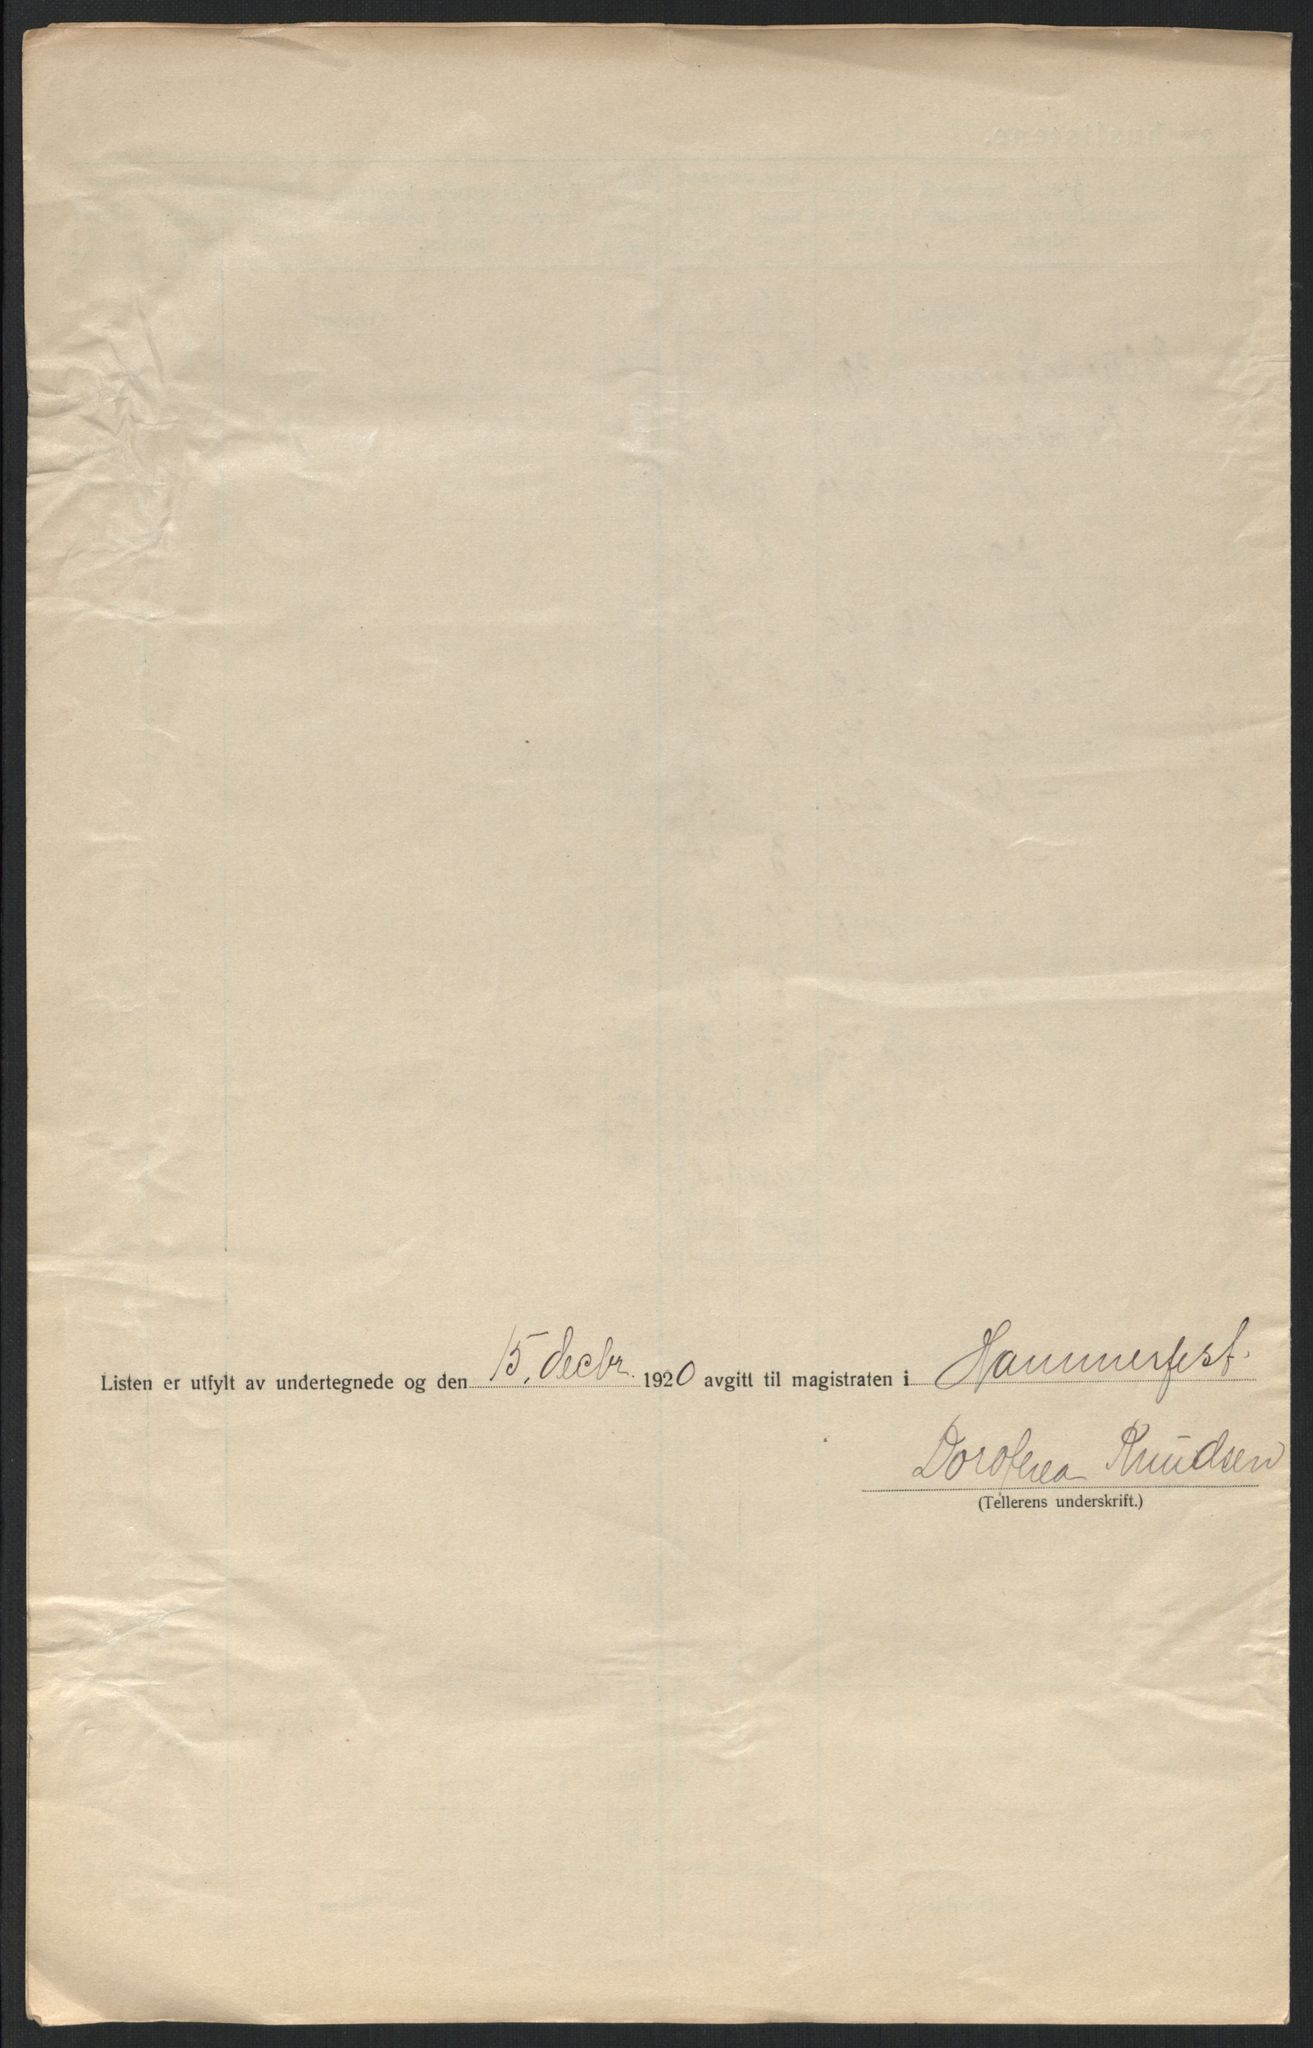 Listen er utfylt av undertegnede og den 15. decbr. 1920 avgitt til magistraten i Hammerfest.
Dorothea Knudsen
(Tellerens underskrift.)